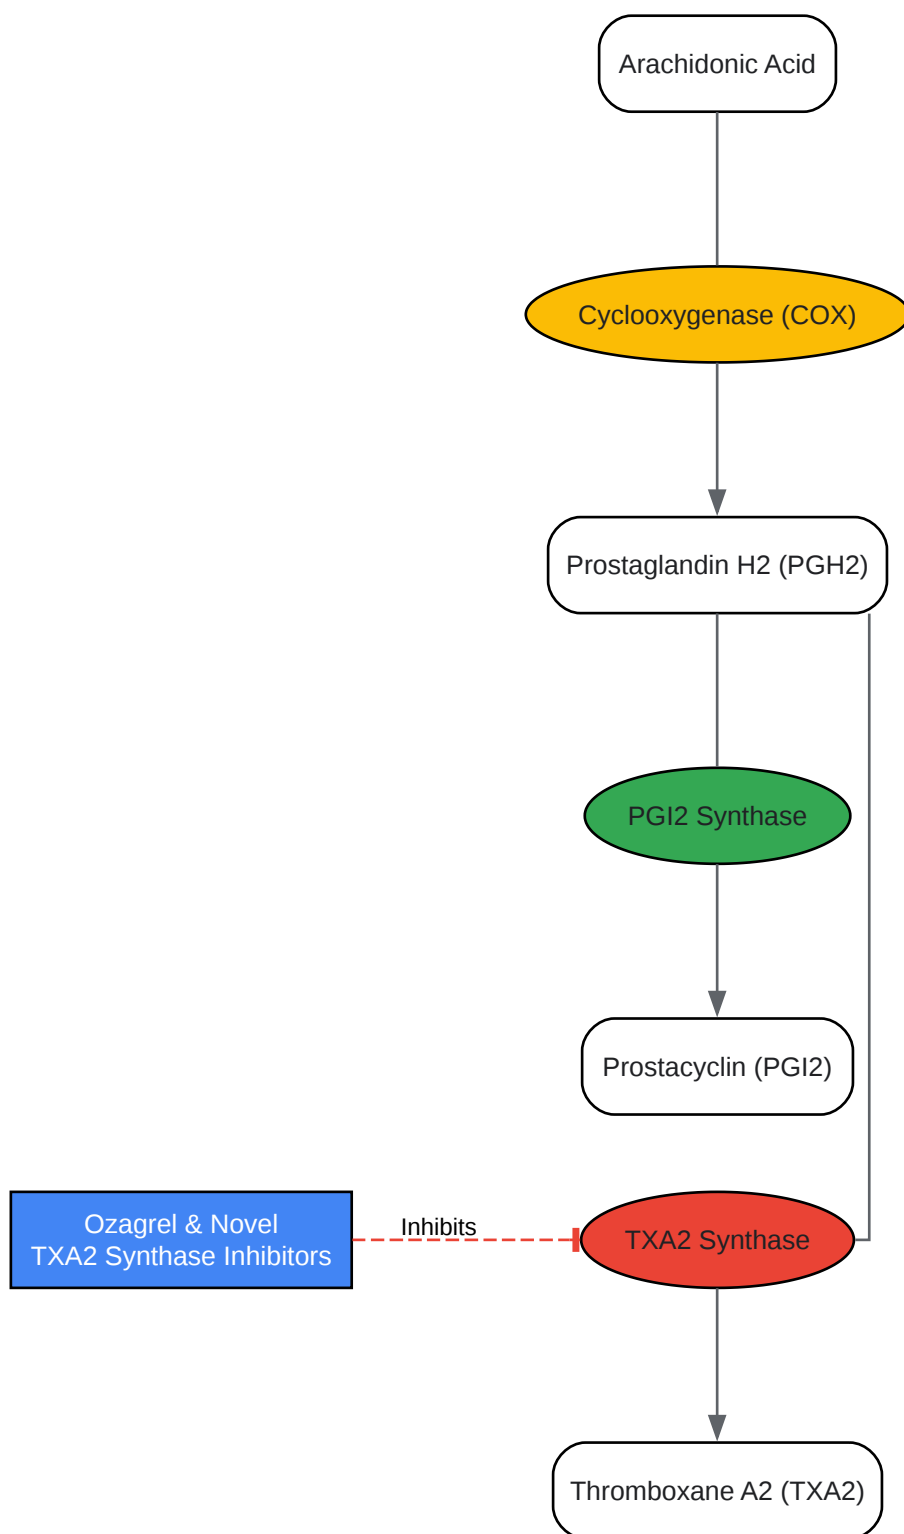 Arachidonic Acid
Cyclooxygenase (COX)
Prostaglandin H2 (PGH2)
PGI2 Synthase
Prostacyclin (PGI2)
Ozagrel & Novel
TXA2 Synthase Inhibitors
Inhibits
TXA2 Synthase
Thromboxane A2 (TXA2)